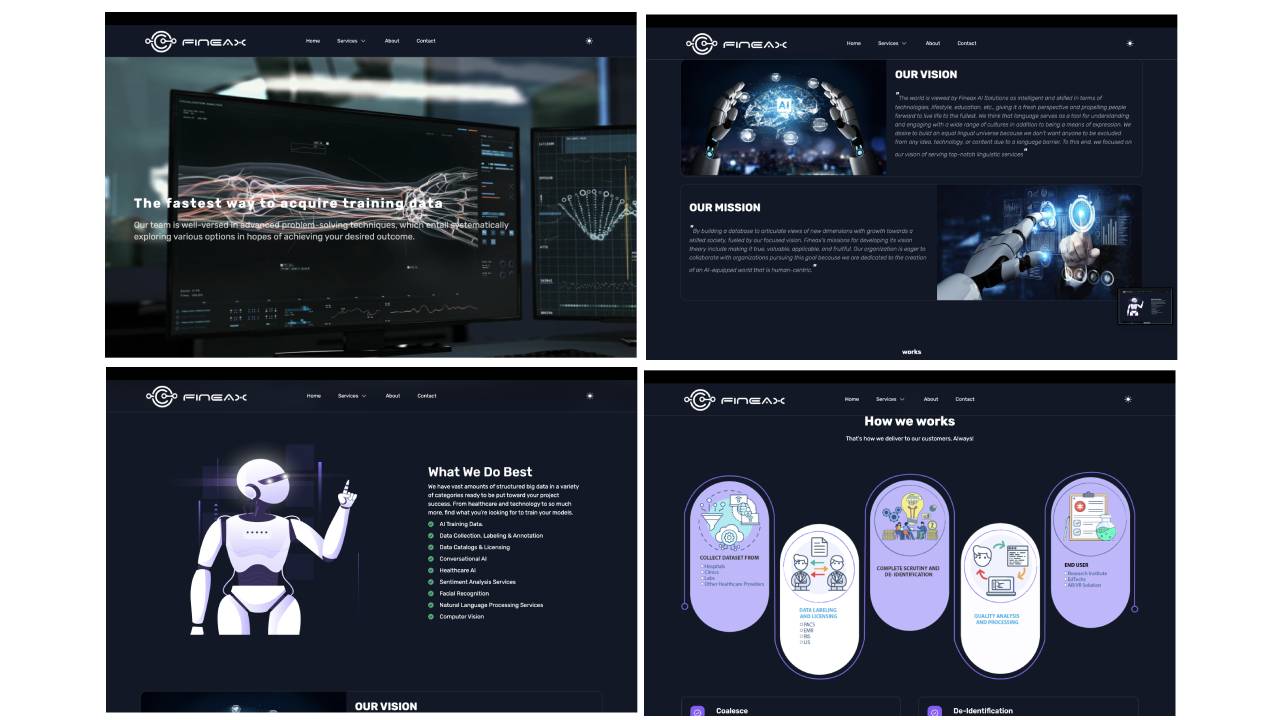 FINEAX
Home Services About Contact
The fastest way to acquire training data
Our team is well-versed in advanced problem-solving techniques, which entail systematically
exploring various options in hopes of achieving your desired outcome.
FINEAX
Home Services About Contact
AI
OUR VISION
"The world is viewed by Fineax AI Solutions as intelligent and skilled in terms of
technologies, lifestyle, education, etc., giving it a fresh perspective and propelling people
forward to live life to the fullest. We think that language serves as a tool for understanding
and engaging with a wide range of cultures in addition to being a means of expression. We
desire to build an equal lingual universe because we don't want anyone to be excluded
from any idea, technology, or content due to a language barrier. To this end, we focused on
our vision of serving top-notch linguistic services"
OUR MISSION
"By building a database to articulate views of new dimensions with growth towards a
skilled society, fueled by our focused vision. Fineax's missions for developing its vision
theory include making it true, valuable, applicable, and fruitful. Our organization is eager to
collaborate with organizations pursuing this goal because we are dedicated to the creation
of an AI-equipped world that is human-centric."
works
FINEAX
Home Services About Contact
What We Do Best
We have vast amounts of structured big data in a variety
of categories ready to be put toward your project
success. From healthcare and technology to so much
more, find what you're looking for to train your models.
AI Training Data.
Data Collection, Labeling & Annotation
Data Catalogs & Licensing
Conversational AI
Healthcare AI
Sentiment Analysis Services
Facial Recognition
Natural Language Processing Services
Computer Vision
OUR VISION
FINEAX
Home Services About Contact
How we works
That's how we deliver to our customers, Always!
COLLECT DATASET FROM
Hospitals
Clinics
Labs
Other Healthcare Providers
DATA LABELING
AND LICENSING
PACS
EMR
RIS
LIS
COMPLETE SCRUTINY AND
DE-IDENTIFICATION
QUALITY ANALYSIS
AND PROCESSING
END USER
Research Institute
EdTechs
AR/VR Solution
Coalesce
De-Identification